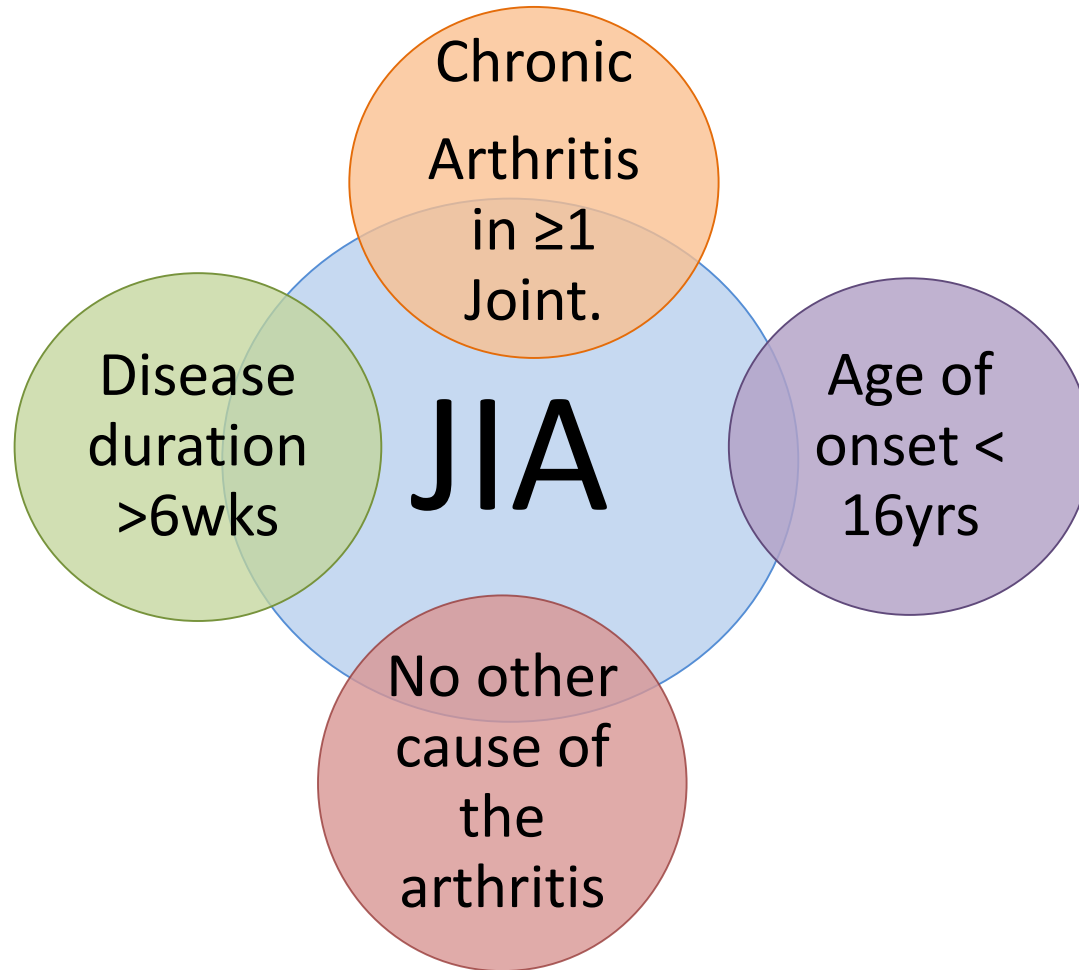 Chronic
Arthritis
in ≥1
Joint.
Disease
duration
>6wks
JIA
Age of
onset <
16yrs
No other
cause of
the
arthritis